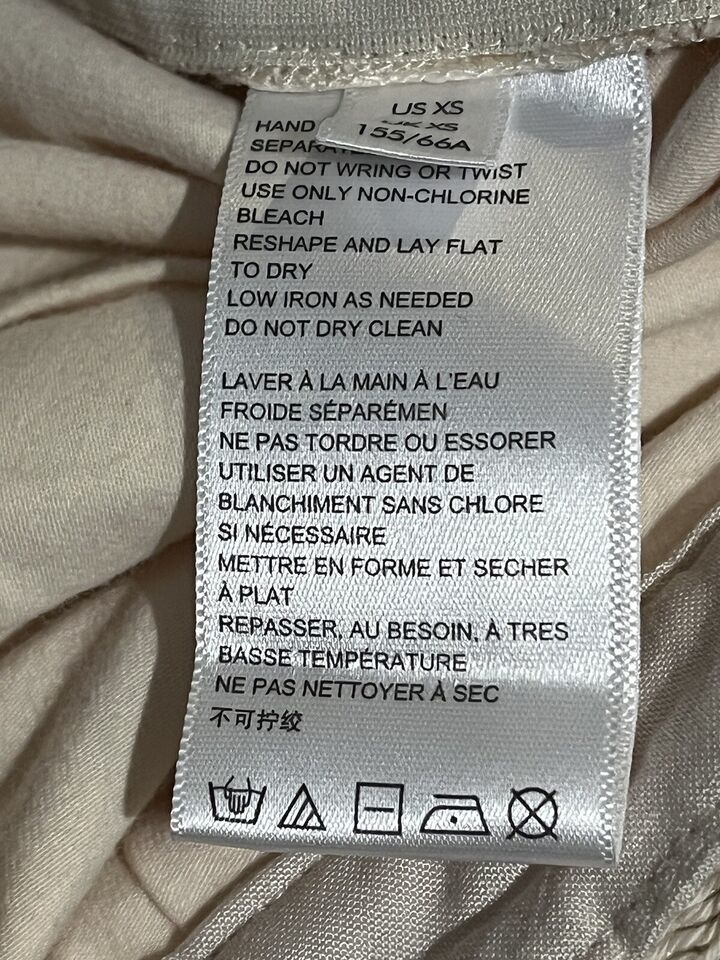 US XS
UK XS
155/66A
HAND
DO NOT WRING OR TWIST
USE ONLY NON-CHLORINE
BLEACH
RESHAPE AND LAY FLAT
TO DRY
LOW IRON AS NEEDED
DO NOT DRY CLEAN
LAVER À LA MAIN À L'EAU
FROIDE SÉPARÉMEN
NE PAS TORDRE OU ESSORER
UTILISER UN AGENT DE
BLANCHIMENT SANS CHLORE
SI NÉCESSAIRE
METTRE EN FORME ET SECHER
À PLAT
REPASSER, AU BESOIN, À TRES
BASSE TEMPÉRATURE
NE PAS NETTOYER À SEC
不可拧绞